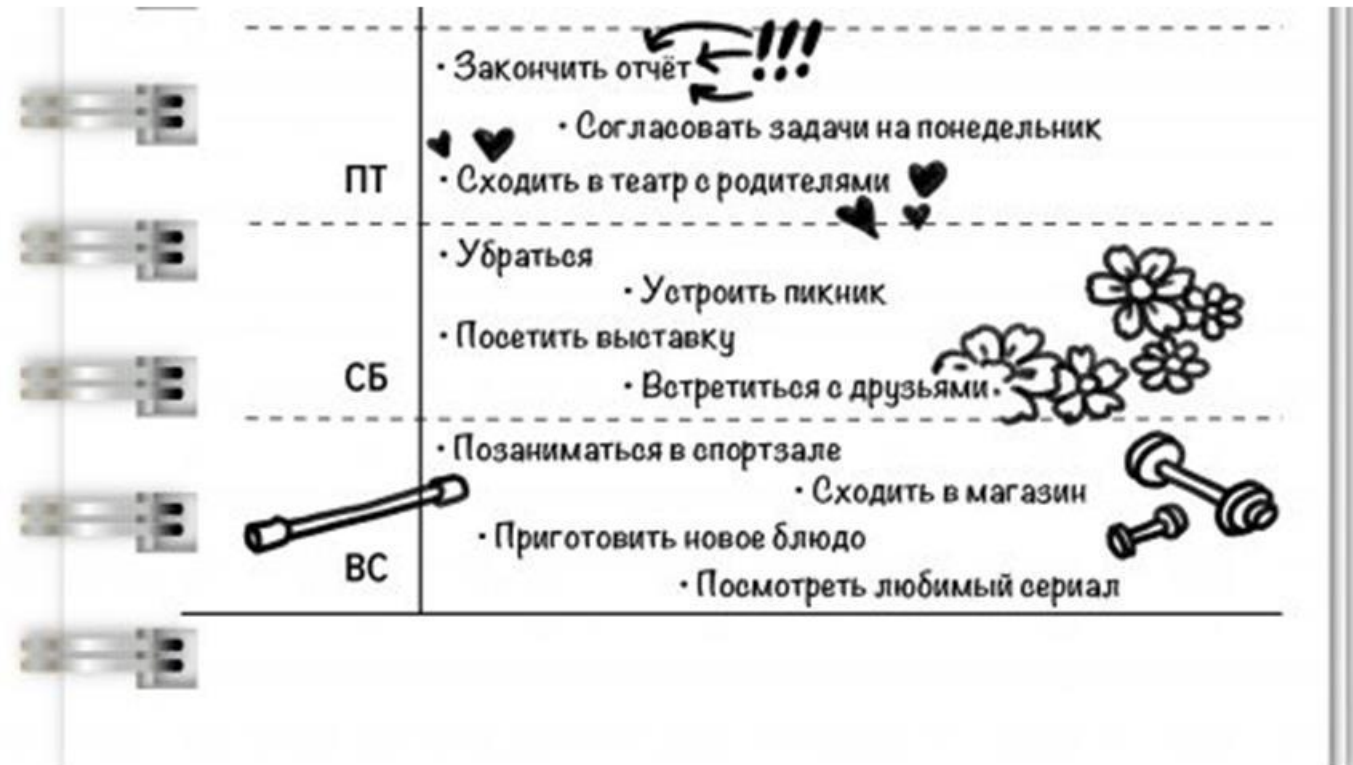 !!!
· Закончить отчёт
· Согласовать задачи на понедельник
ПТ
· Сходить в театр с родителями
· Убраться
· Устроить пикник
· Посетить выставку
СБ
· Встретиться с друзьями.
· Позаниматься в спортзале
· Сходить в магазин
· Приготовить новое блюдо
ВС
· Посмотреть любимый сериал